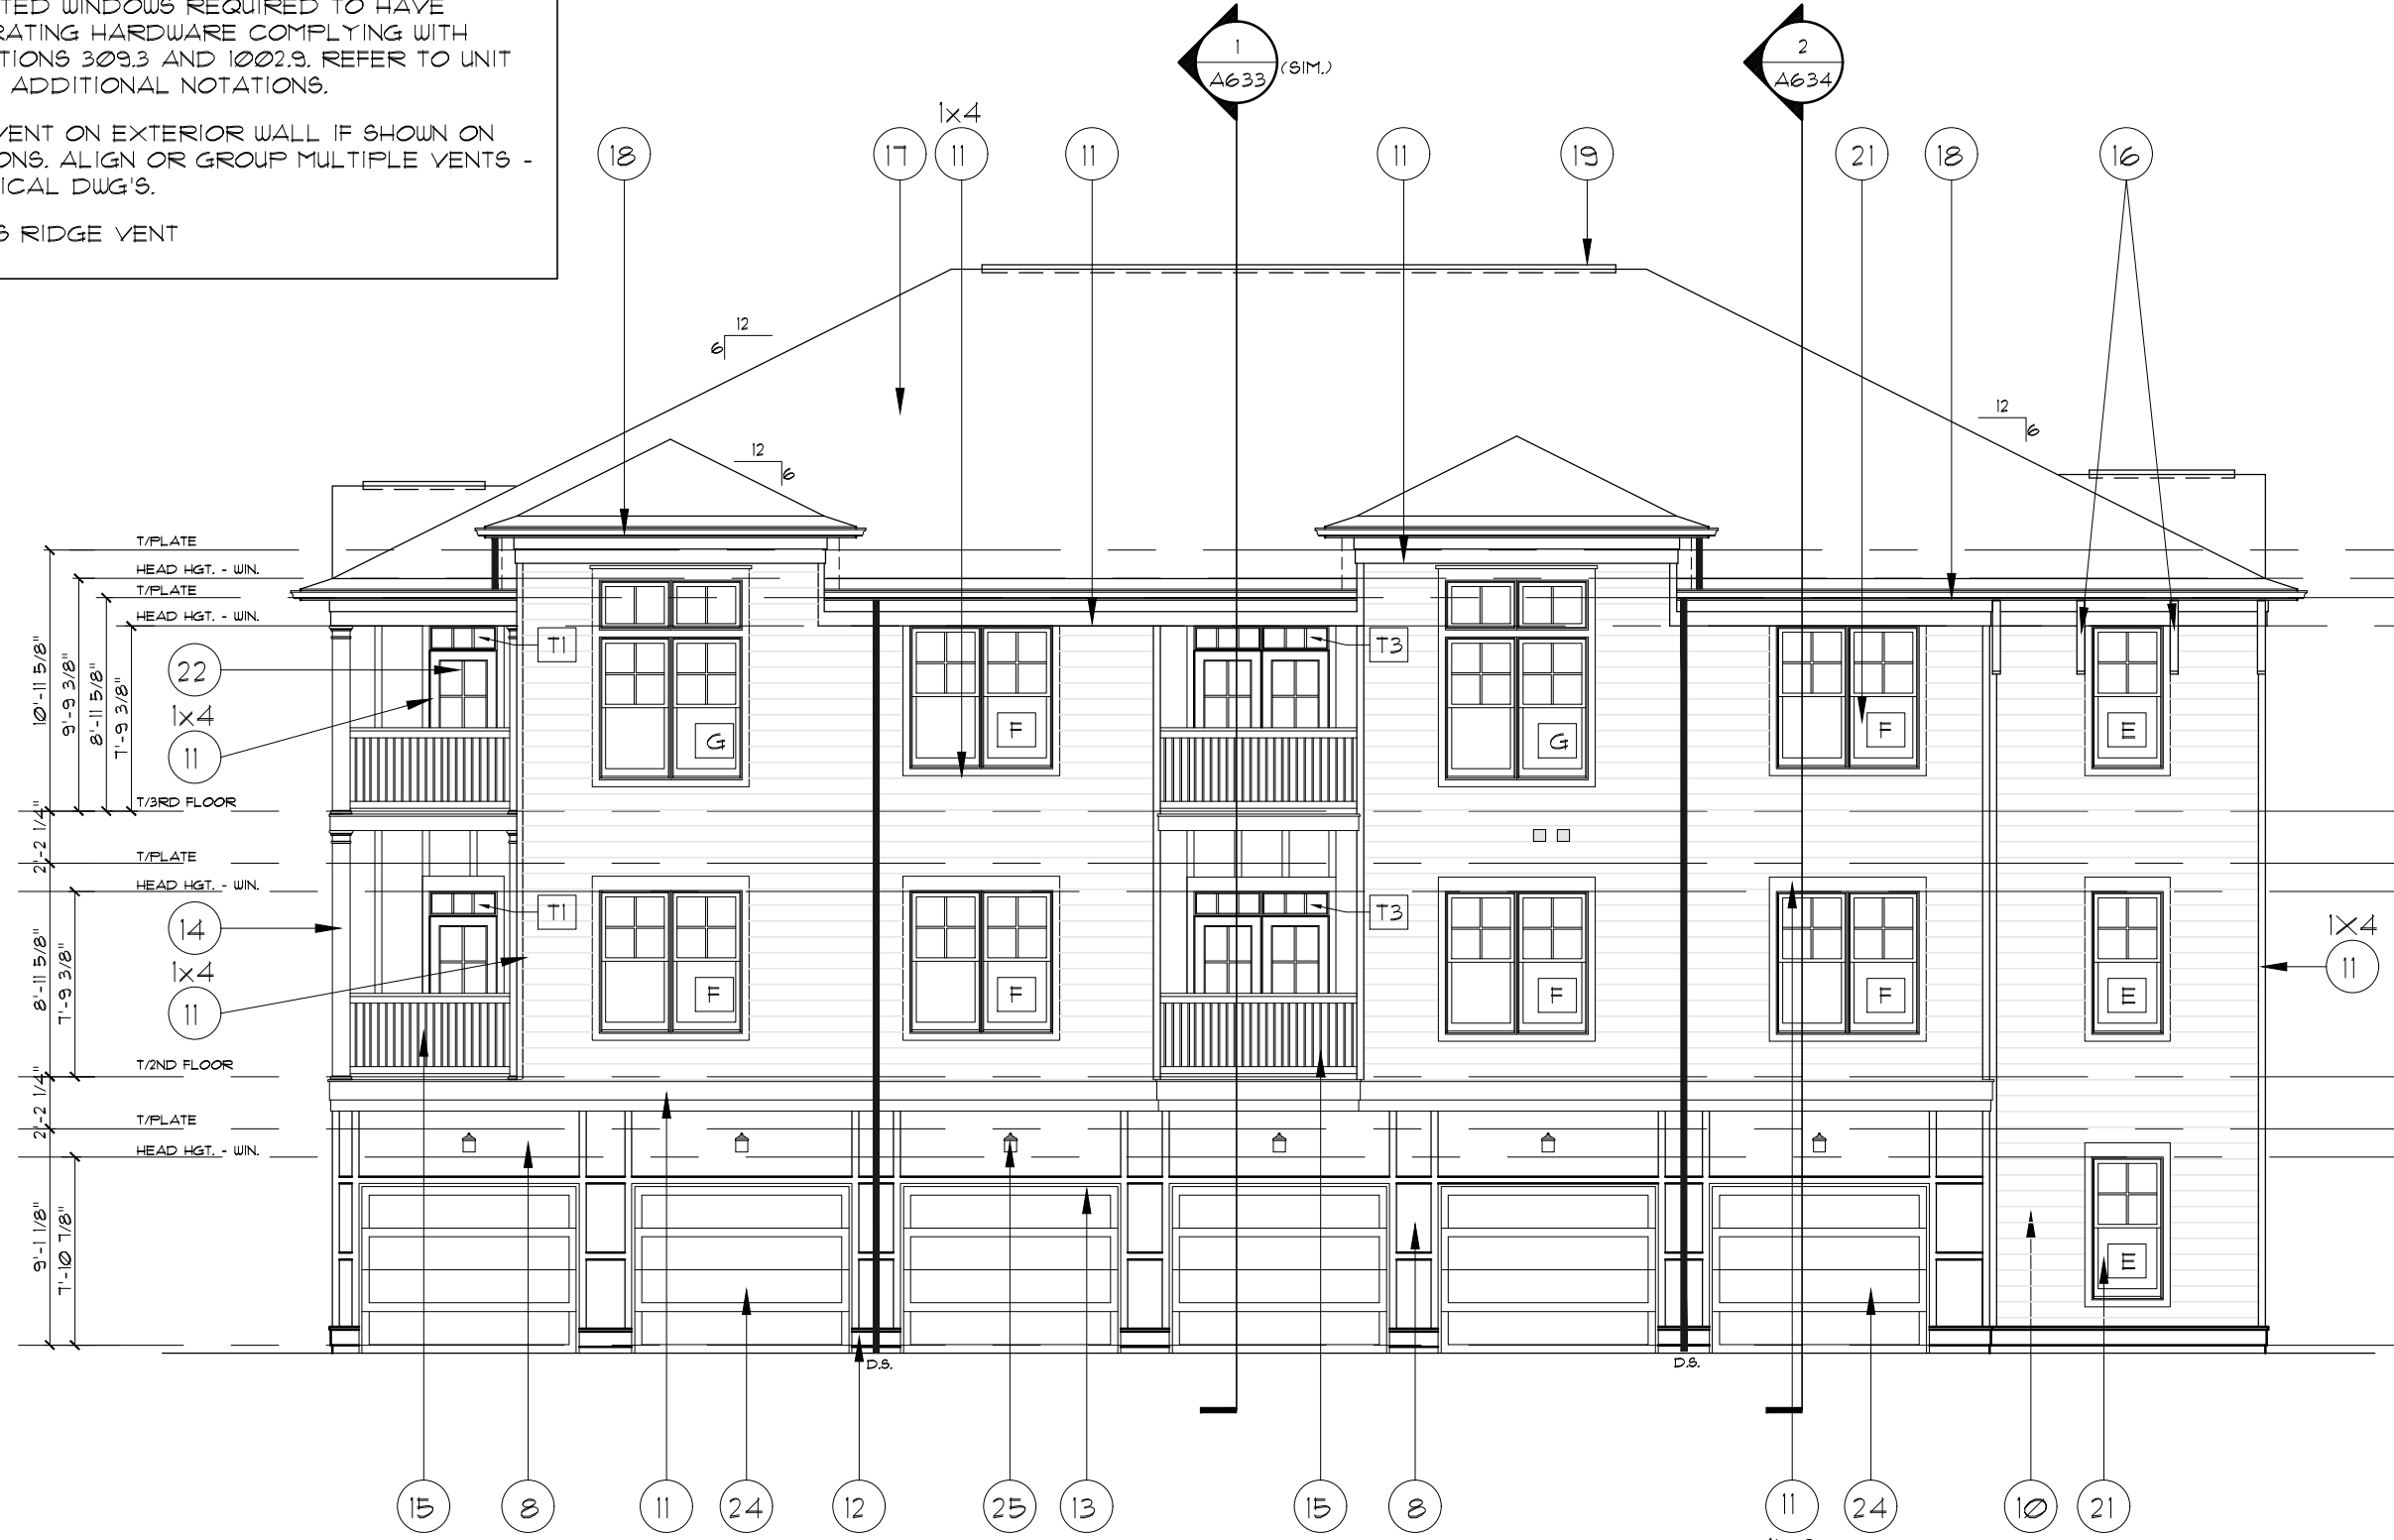 TED WINDOWS REQUIRED TO HAVE
RATING HARDWARE COMPLYING WITH
TIONS 309.3 AND 1002.9. REFER TO UNIT
ADDITIONAL NOTATIONS.
VENT ON EXTERIOR WALL IF SHOWN ON
ONS. ALIGN OR GROUP MULTIPLE VENTS -
ICAL DWG'S.
S RIDGE VENT
1
A633
(SIM.)
2
A634
1x4
18
17
11
11
11
19
21
18
16
12
6
12
6
12
6
T/PLATE
HEAD HGT. - WIN.
T/PLATE
HEAD HGT. - WIN.
10'-11 5/8"
9'-9 3/8"
8'-11 5/8"
7'-9 3/8"
22
1x4
11
T1
T3
G
F
G
F
E
T/3RD FLOOR
2'-2 1/4"
T/PLATE
HEAD HGT. - WIN.
8'-11 5/8"
7'-9 3/8"
14
1x4
11
T1
T3
1X4
11
F
F
F
F
E
T/2ND FLOOR
2'-2 1/4"
T/PLATE
HEAD HGT. - WIN.
9'-1 1/8"
7'-10 7/8"
E
D.S.
D.S.
15
8
11
24
12
25
13
15
8
11
24
10
21